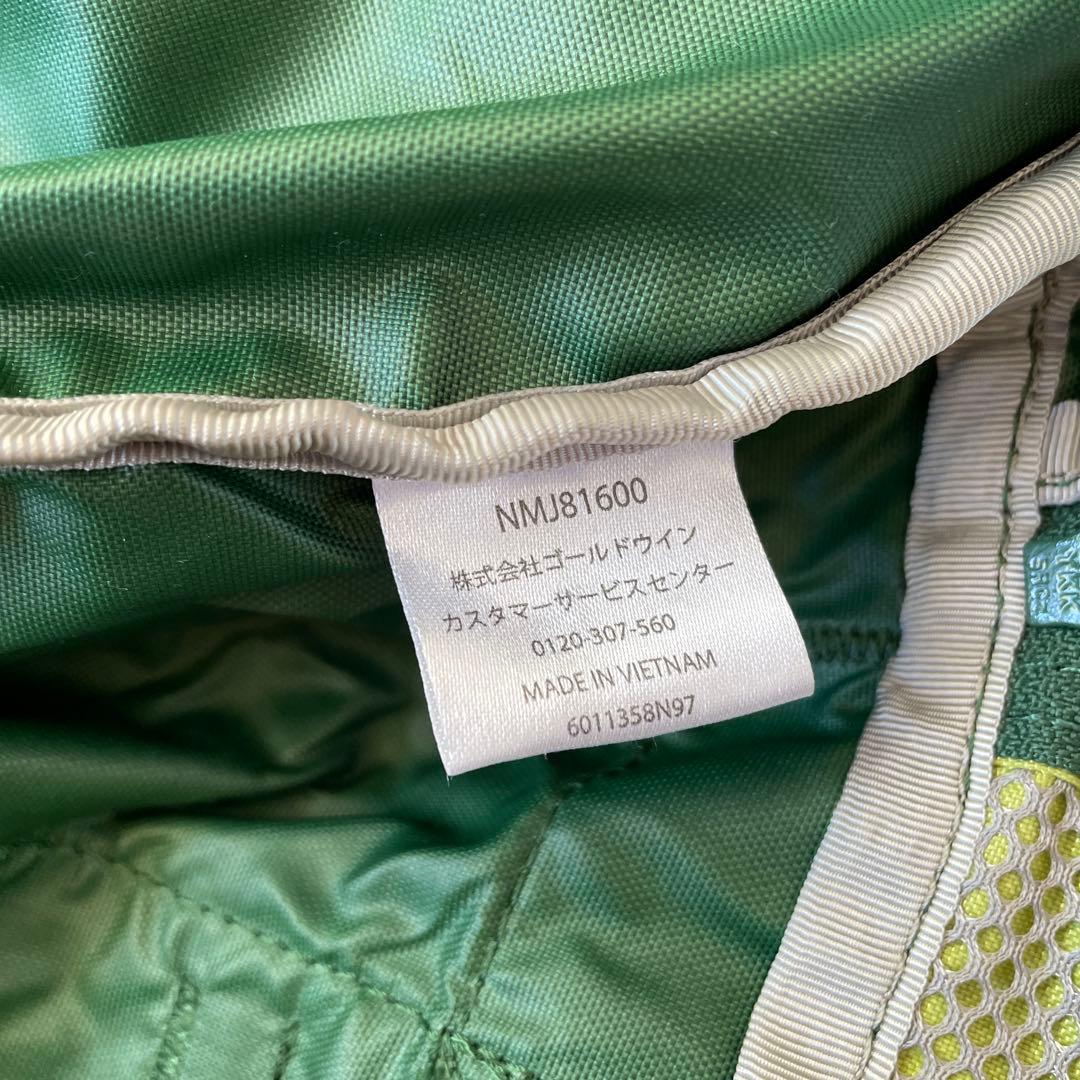 NMJ81600
株式会社ゴールドウイン
カスタマーサービスセンター
0120-307-560
MADE IN VIETNAM
6011358N97